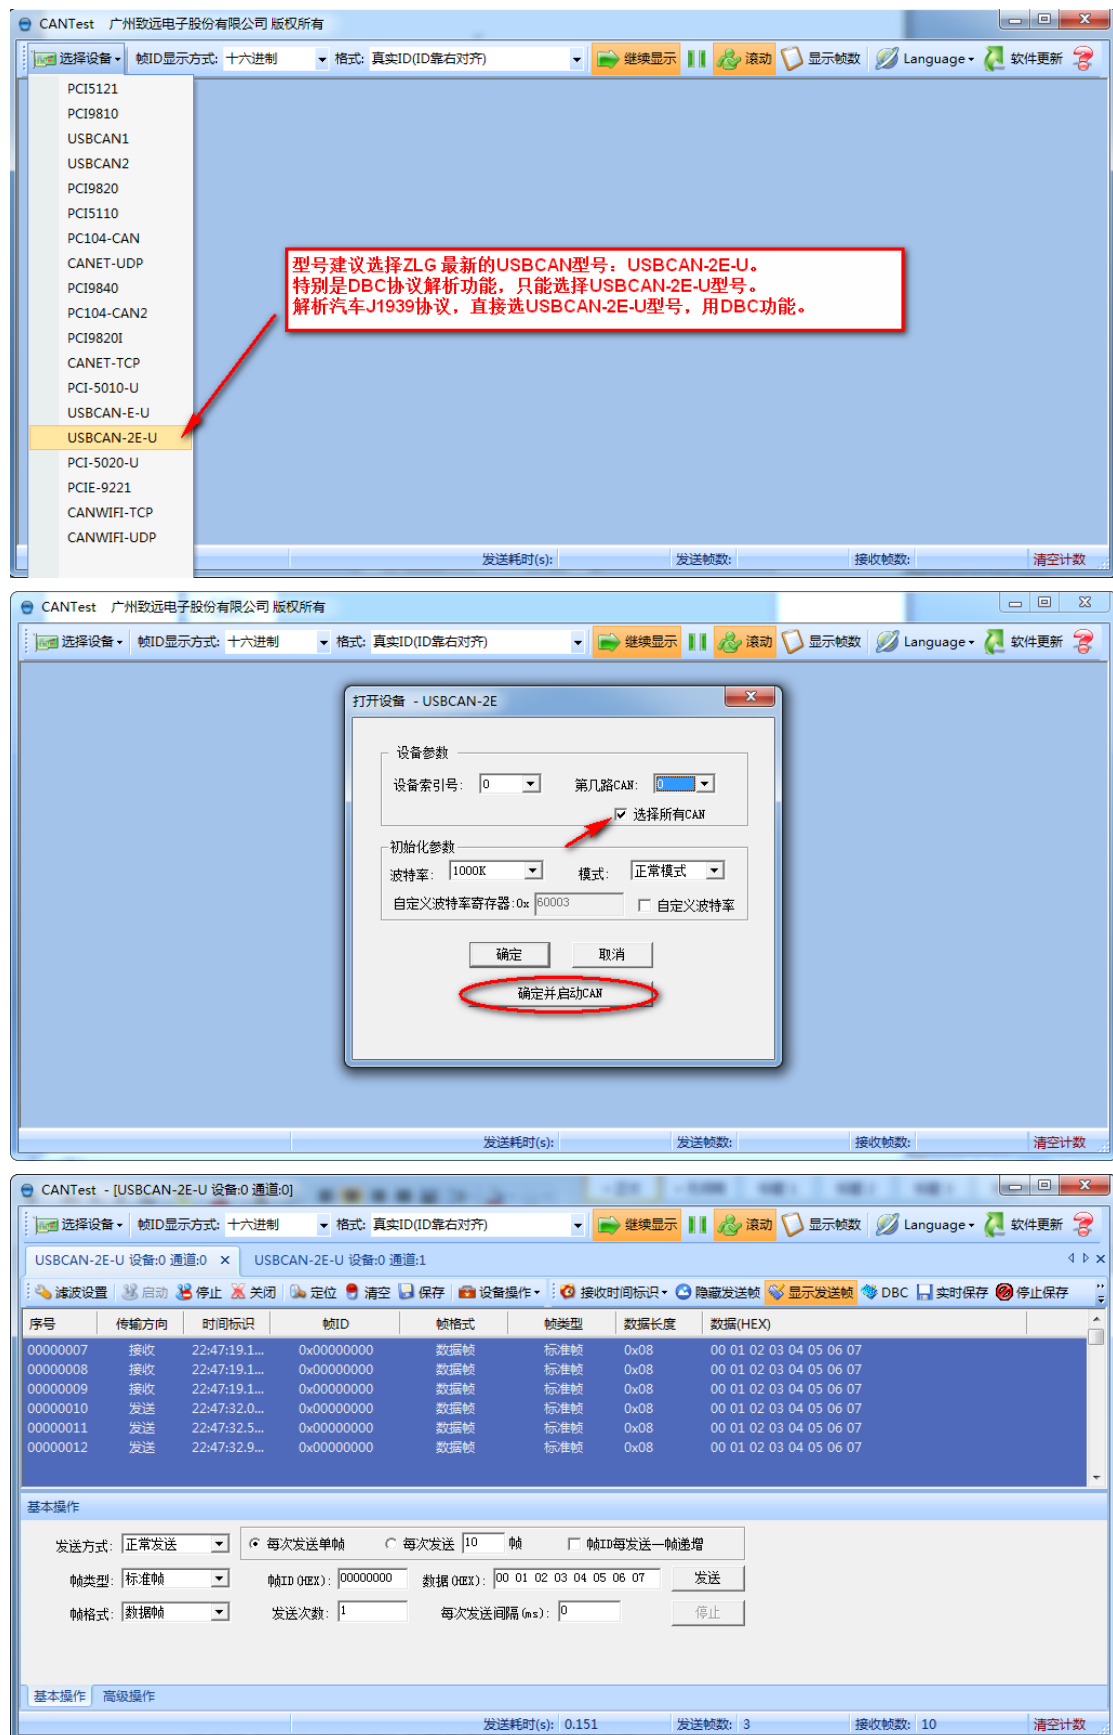 CANTest 广州致远电子股份有限公司 版权所有
选择设备 帧ID显示方式: 十六进制 格式: 真实ID(ID靠右对齐) 继续显示 滚动 显示帧数 Language 软件更新
PCI5121
PCI9810
USBCAN1
USBCAN2
PCI9820
PCI5110
PC104-CAN
CANET-UDP
PCI9840
PC104-CAN2
PCI9820I
CANET-TCP
PCI-5010-U
USBCAN-E-U
USBCAN-2E-U
PCI-5020-U
PCIE-9221
CANWIFI-TCP
CANWIFI-UDP
型号建议选择ZLG 最新的USBCAN型号：USBCAN-2E-U。
特别是DBC协议解析功能，只能选择USBCAN-2E-U型号。
解析汽车J1939协议，直接选USBCAN-2E-U型号，用DBC功能。
发送耗时(s): 发送帧数: 接收帧数: 清空计数
CANTest 广州致远电子股份有限公司 版权所有
选择设备 帧ID显示方式: 十六进制 格式: 真实ID(ID靠右对齐) 继续显示 滚动 显示帧数 Language 软件更新
打开设备 - USBCAN-2E
设备参数
设备索引号: 0 第几路CAN: 0
选择所有CAN
初始化参数
波特率: 1000K 模式: 正常模式
自定义波特率寄存器:0x 60003 自定义波特率
确定 取消
确定并启动CAN
发送耗时(s): 发送帧数: 接收帧数: 清空计数
CANTest - [USBCAN-2E-U 设备:0 通道:0]
选择设备 帧ID显示方式: 十六进制 格式: 真实ID(ID靠右对齐) 继续显示 滚动 显示帧数 Language 软件更新
USBCAN-2E-U 设备:0 通道:0 × USBCAN-2E-U 设备:0 通道:1
滤波设置 启动 停止 关闭 定位 清空 保存 设备操作 接收时间标识 隐藏发送帧 显示发送帧 DBC 实时保存 停止保存
序号 传输方向 时间标识 帧ID 帧格式 帧类型 数据长度 数据(HEX)
00000007 接收 22:47:19.1... 0x00000000 数据帧 标准帧 0x08 00 01 02 03 04 05 06 07
00000008 接收 22:47:19.1... 0x00000000 数据帧 标准帧 0x08 00 01 02 03 04 05 06 07
00000009 接收 22:47:19.1... 0x00000000 数据帧 标准帧 0x08 00 01 02 03 04 05 06 07
00000010 发送 22:47:32.0... 0x00000000 数据帧 标准帧 0x08 00 01 02 03 04 05 06 07
00000011 发送 22:47:32.5... 0x00000000 数据帧 标准帧 0x08 00 01 02 03 04 05 06 07
00000012 发送 22:47:32.9... 0x00000000 数据帧 标准帧 0x08 00 01 02 03 04 05 06 07
基本操作
发送方式: 正常发送 每次发送单帧 每次发送 10 帧 帧ID每发送一帧递增
帧类型: 标准帧 帧ID(HEX): 00000000 数据(HEX): 00 01 02 03 04 05 06 07 发送
帧格式: 数据帧 发送次数: 1 每次发送间隔(ms): 0 停止
基本操作 高级操作
发送耗时(s): 0.151 发送帧数: 3 接收帧数: 10 清空计数